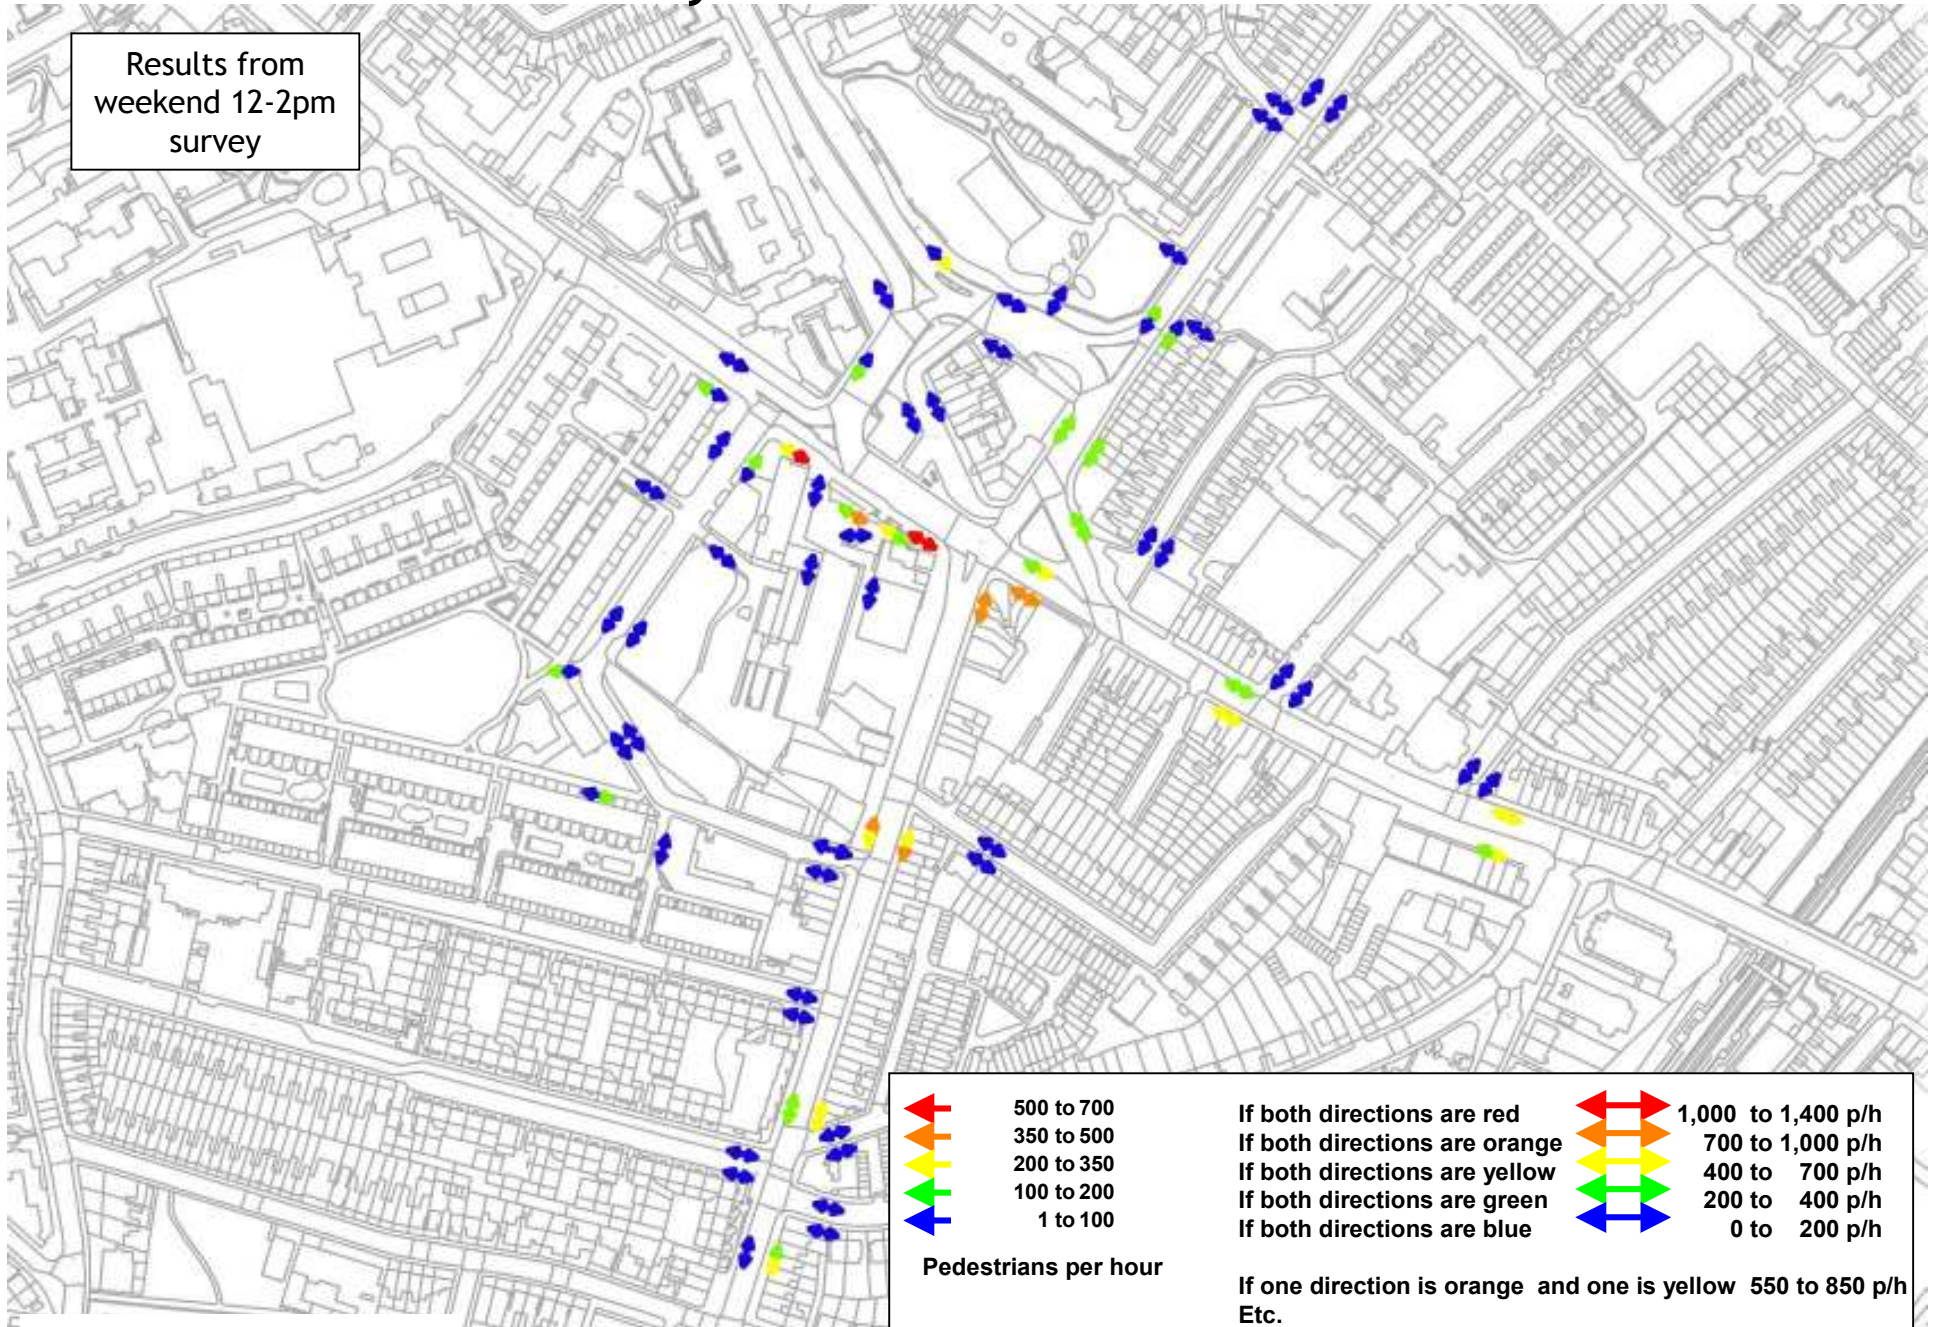 Results from
weekend 12-2pm
survey
500 to 700
350 to 500
200 to 350
100 to 200
1 to 100
Pedestrians per hour
If both directions are red 1,000 to 1,400 p/h
If both directions are orange 700 to 1,000 p/h
If both directions are yellow 400 to 700 p/h
If both directions are green 200 to 400 p/h
If both directions are blue 0 to 200 p/h
If one direction is orange and one is yellow 550 to 850 p/h
Etc.